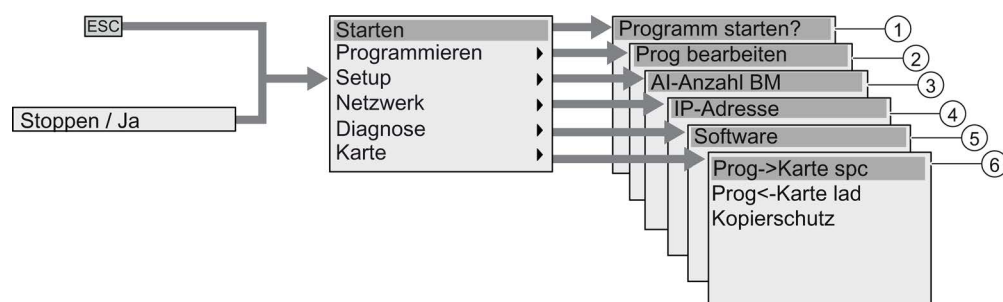 ESC
Stoppen / Ja
Starten
Programmieren
Setup
Netzwerk
Diagnose
Karte
Programm starten?
1
Prog bearbeiten
2
AI-Anzahl BM
3
IP-Adresse
4
Software
5
Prog->Karte spc
6
Prog<-Karte lad
Kopierschutz